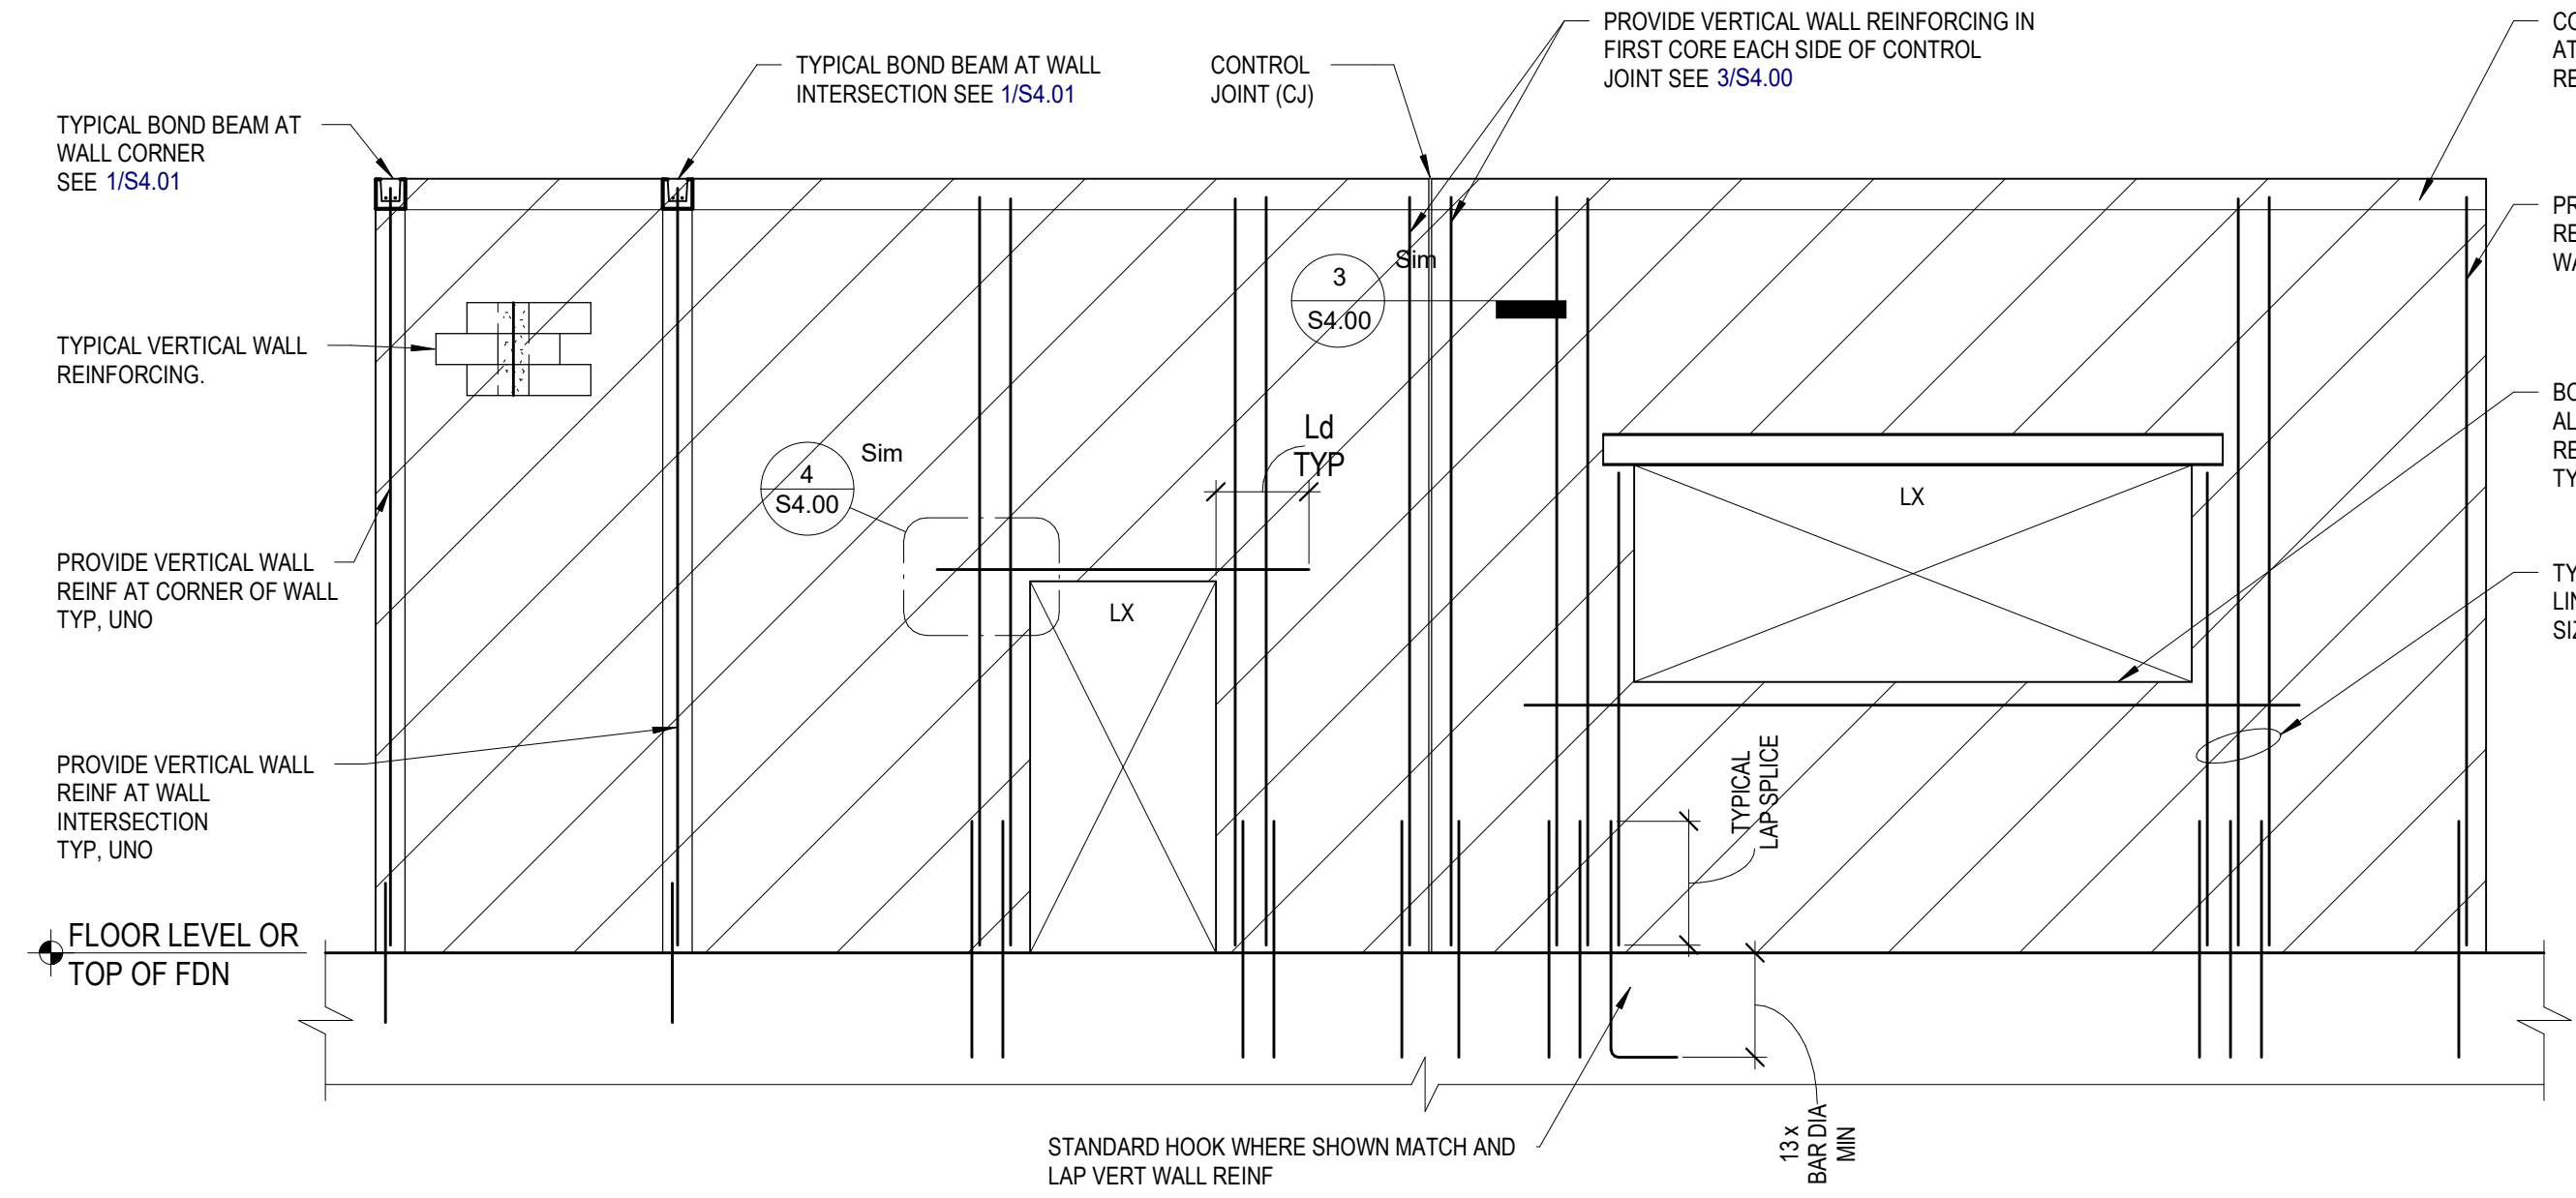 PROVIDE VERTICAL WALL REINFORCING IN
FIRST CORE EACH SIDE OF CONTROL
JOINT SEE 3/S4.00
TYPICAL BOND BEAM AT WALL
INTERSECTION SEE 1/S4.01
CONTROL
JOINT (CJ)
TYPICAL BOND BEAM AT
WALL CORNER
SEE 1/S4.01
AT
Sim
3
S4.00
TYPICAL VERTICAL WALL
REINFORCING.
Ld
TYP
Sim
4
S4.00
LX
LX
PROVIDE VERTICAL WALL
REINF AT CORNER OF WALL
TYP, UNO
PROVIDE VERTICAL WALL
REINF AT WALL
INTERSECTION
TYP, UNO
TYPICAL
LAP SPLICE
FLOOR LEVEL OR
TOP OF FDN
STANDARD HOOK WHERE SHOWN MATCH AND
LAP VERT WALL REINF
13 x
BAR DIA
MIN